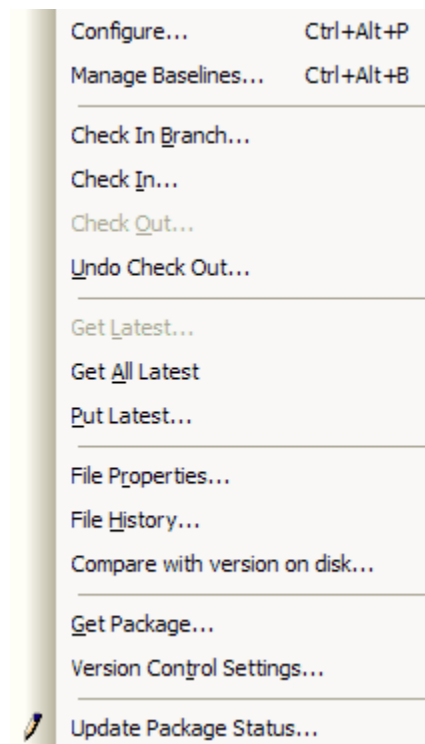 Configure... Ctrl+Alt+P
Manage Baselines... Ctrl+Alt+B
Check In Branch...
Check In...
Check Out...
Undo Check Out...
Get Latest...
Get All Latest
Put Latest...
File Properties...
File History...
Compare with version on disk...
Get Package...
Version Control Settings...
Update Package Status...